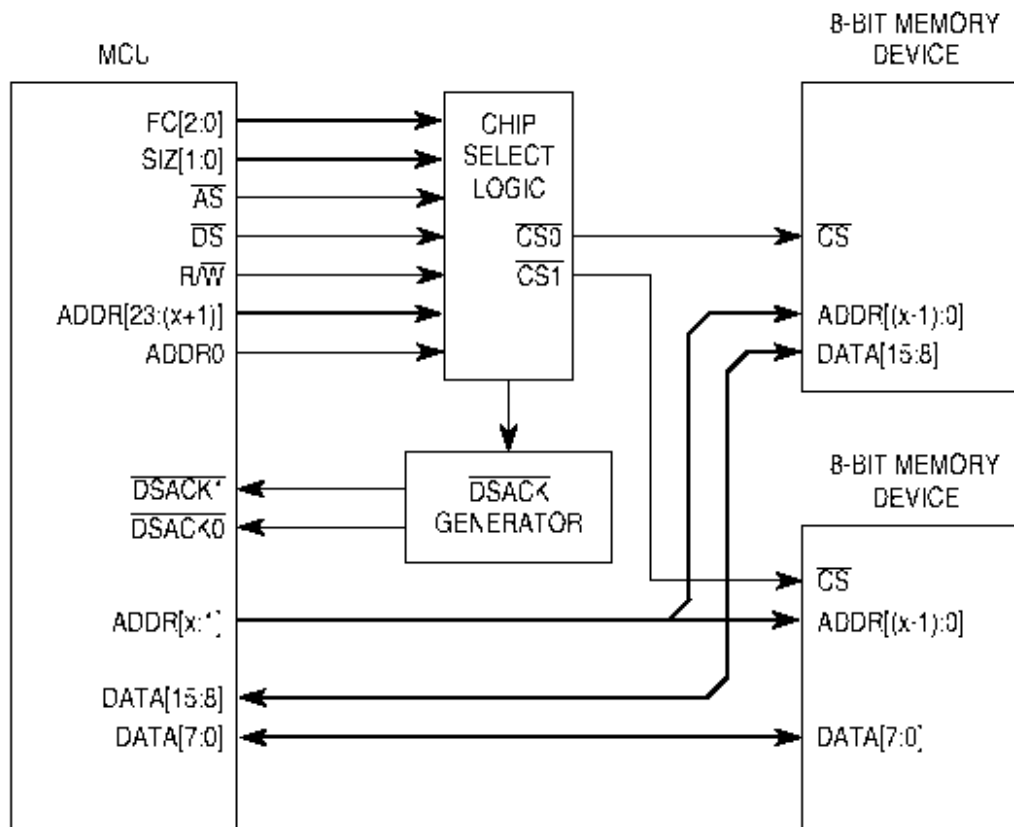 MCU
8-BIT MEMORY
DEVICE
FC[2:0]
SIZ[1:0]
AS
DS
R/W
ADDR[23:(x+1)]
ADDR0
CHIP
SELECT
LOGIC
CS0
CS1
CS
ADDR[(x-1):0]
DATA[15:8]
DSACK1
DSACK0
DSACK
GENERATOR
8-BIT MEMORY
DEVICE
CS
ADDR[x:1]
ADDR[(x-1):0]
DATA[15:8]
DATA[7:0]
DATA[7:0]